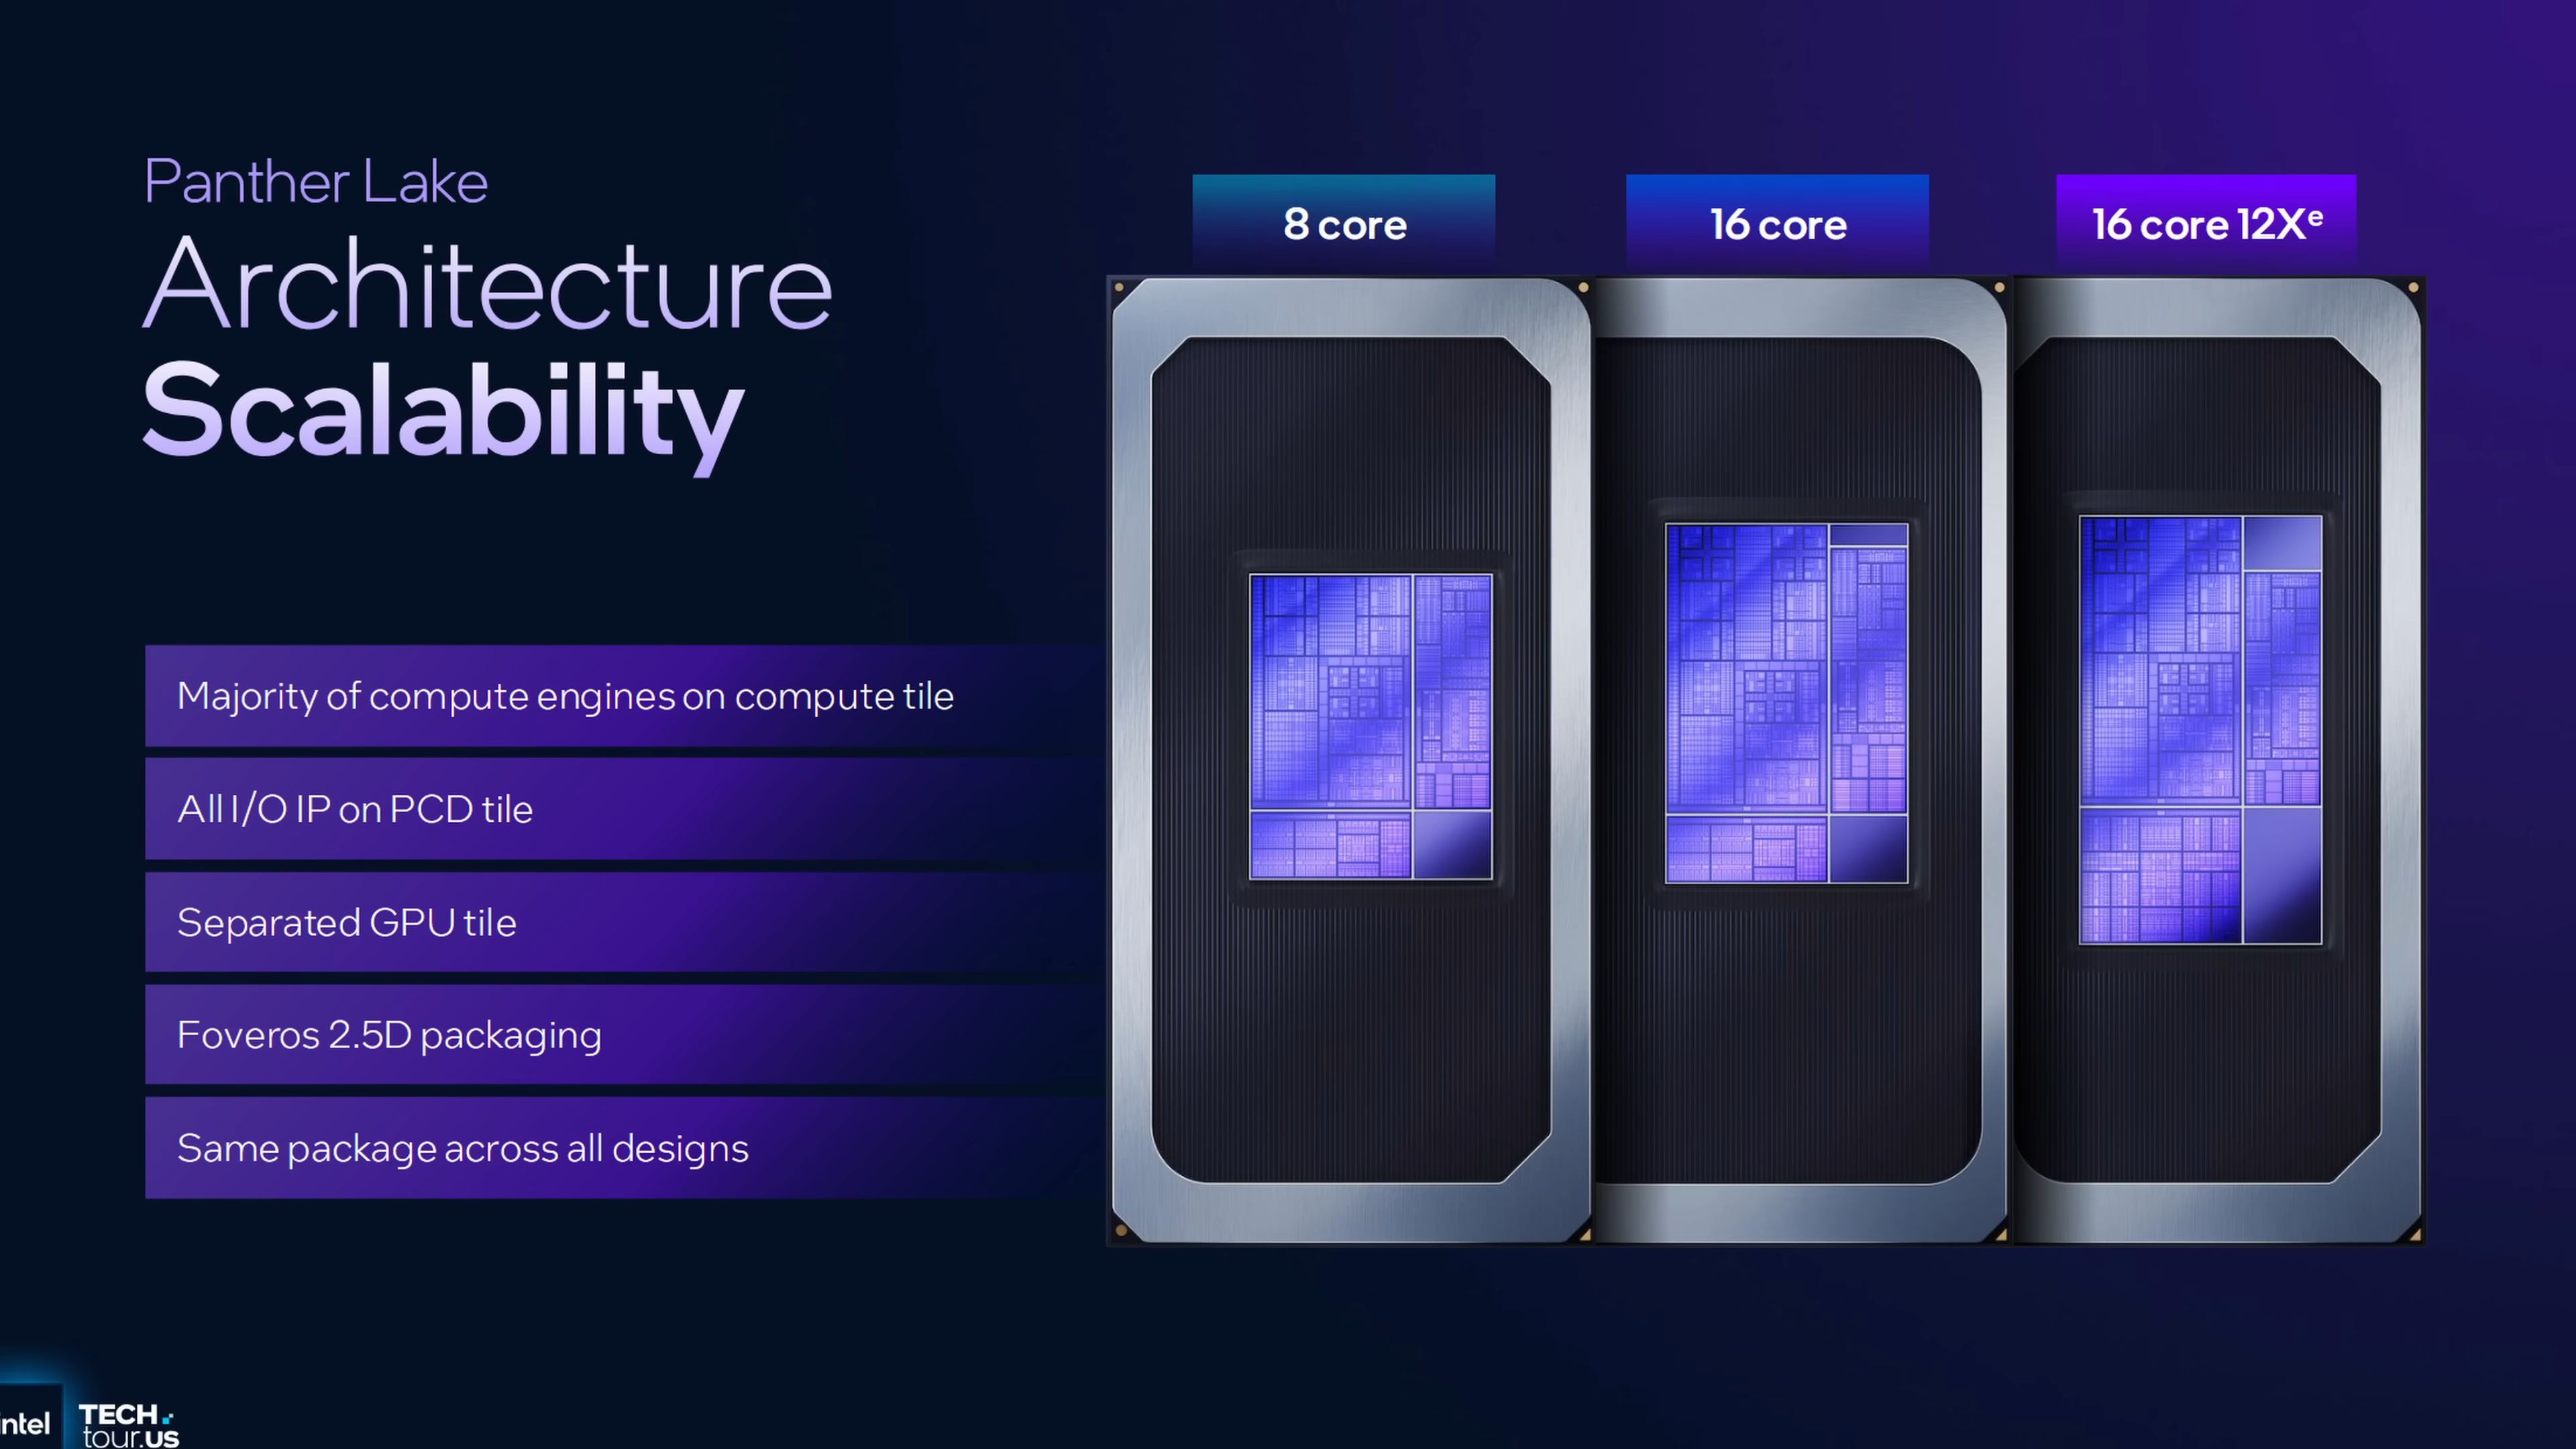 Panther Lake
Architecture
Scalability
8 core
16 core
16 core 12Xᵉ
Majority of compute engines on compute tile
All I/O IP on PCD tile
Separated GPU tile
Foveros 2.5D packaging
Same package across all designs
intel
TECH
tour.us